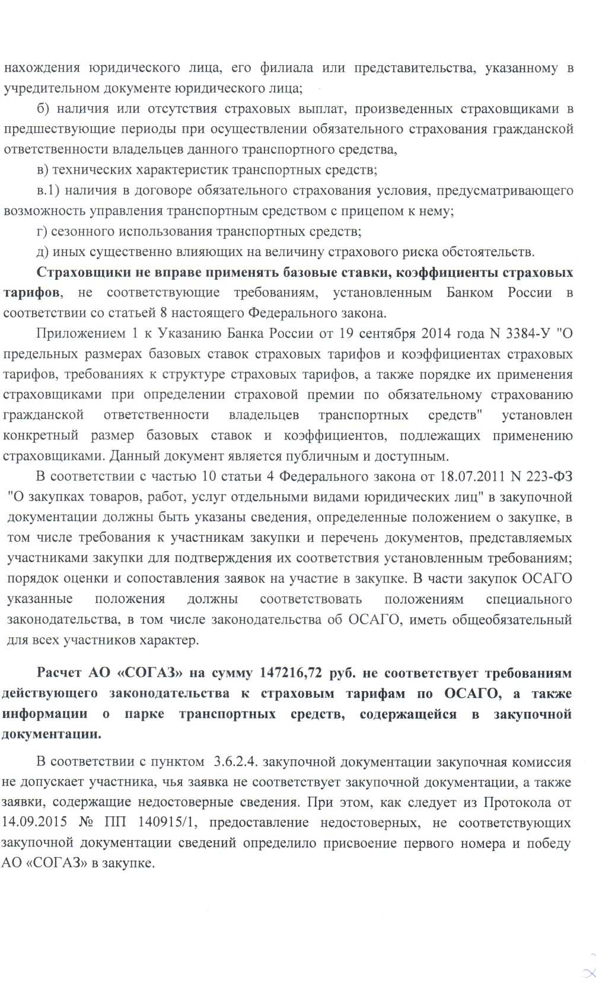 нахождения юридического лица, его филиала или представительства, указанному в
учредительном документе юридического лица;
б) наличия или отсутствия страховых выплат, произведенных страховщиками в
предшествующие периоды при осуществлении обязательного страхования гражданской
ответственности владельцев данного транспортного средства,
в) технических характеристик транспортных средств;
в.1) наличия в договоре обязательного страхования условия, предусматривающего
возможность управления транспортным средством с прицепом к нему;
г) сезонного использования транспортных средств;
д) иных существенно влияющих на величину страхового риска обстоятельств.
Страховщики не вправе применять базовые ставки, коэффициенты страховых
тарифов, не соответствующие требованиям, установленным Банком России в
соответствии со статьей 8 настоящего Федерального закона.
Приложением 1 к Указанию Банка России от 19 сентября 2014 года N 3384-У "О
предельных размерах базовых ставок страховых тарифов и коэффициентах страховых
тарифов, требованиях к структуре страховых тарифов, а также порядке их применения
страховщиками при определении страховой премии по обязательному страхованию
гражданской ответственности владельцев транспортных средств" установлен
конкретный размер базовых ставок и коэффициентов, подлежащих применению
страховщиками. Данный документ является публичным и доступным.
В соответствии с частью 10 статьи 4 Федерального закона от 18.07.2011 N 223-ФЗ
"О закупках товаров, работ, услуг отдельными видами юридических лиц" в закупочной
документации должны быть указаны сведения, определенные положением о закупке, в
том числе требования к участникам закупки и перечень документов, представляемых
участниками закупки для подтверждения их соответствия установленным требованиям;
порядок оценки и сопоставления заявок на участие в закупке. В части закупок ОСАГО
указанные положения должны соответствовать положениям специального
законодательства, в том числе законодательства об ОСАГО, иметь общеобязательный
для всех участников характер.
Расчет АО «СОГАЗ» на сумму 147216,72 руб. не соответствует требованиям
действующего законодательства к страховым тарифам по ОСАГО, а также
информации о парке транспортных средств, содержащейся в закупочной
документации.
В соответствии с пунктом 3.6.2.4. закупочной документации закупочная комиссия
не допускает участника, чья заявка не соответствует закупочной документации, а также
заявки, содержащие недостоверные сведения. При этом, как следует из Протокола от
14.09.2015 № ПП 140915/1, предоставление недостоверных, не соответствующих
закупочной документации сведений определило присвоение первого номера и победу
АО «СОГАЗ» в закупке.